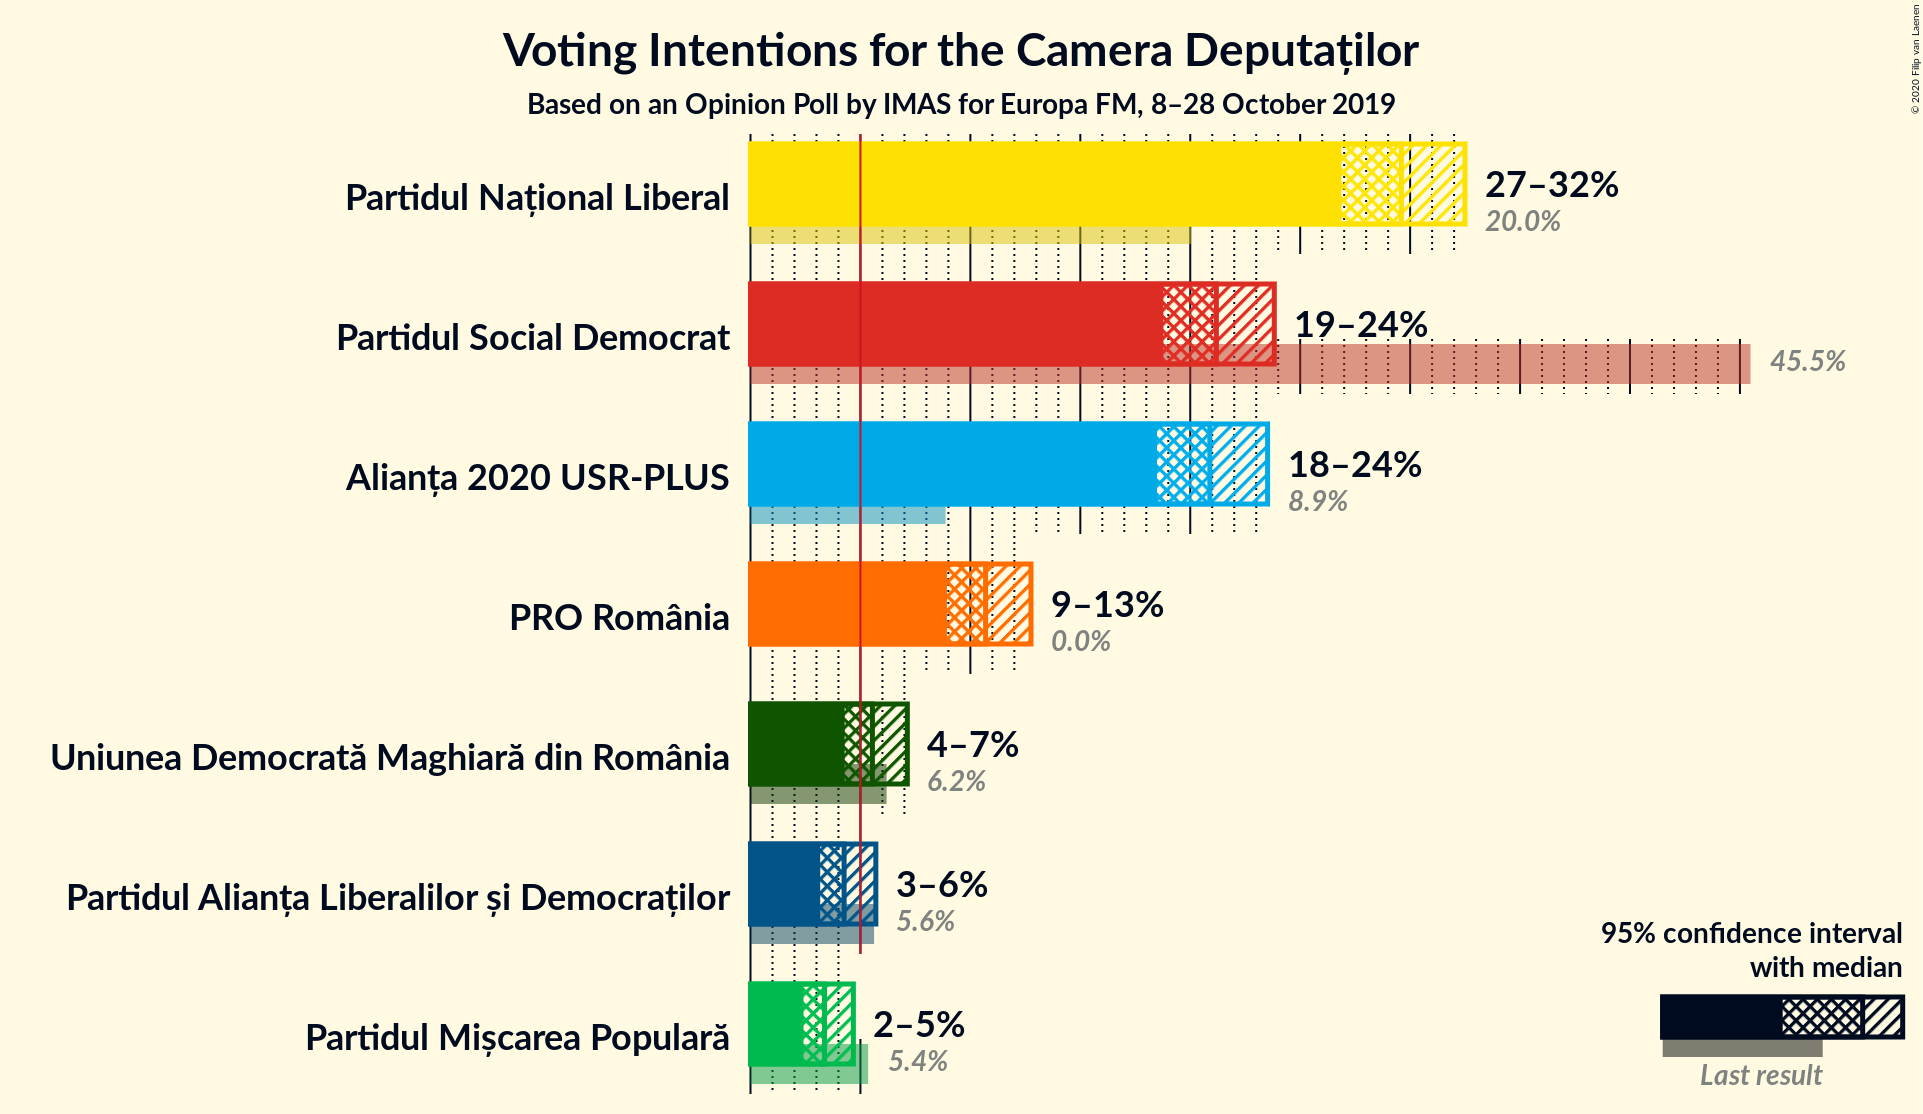 Voting Intentions for the Camera Deputaților
Based on an Opinion Poll by IMAS for Europa FM, 8–28 October 2019
© 2020 Filip van Laenen
Partidul Național Liberal
27–32%
20.0%
Partidul Social Democrat
19–24%
45.5%
Alianța 2020 USR-PLUS
18–24%
8.9%
PRO România
9–13%
0.0%
Uniunea Democrată Maghiară din România
4–7%
6.2%
Partidul Alianța Liberalilor și Democraților
3–6%
5.6%
Partidul Mișcarea Populară
2–5%
5.4%
95% confidence interval
with median
Last result